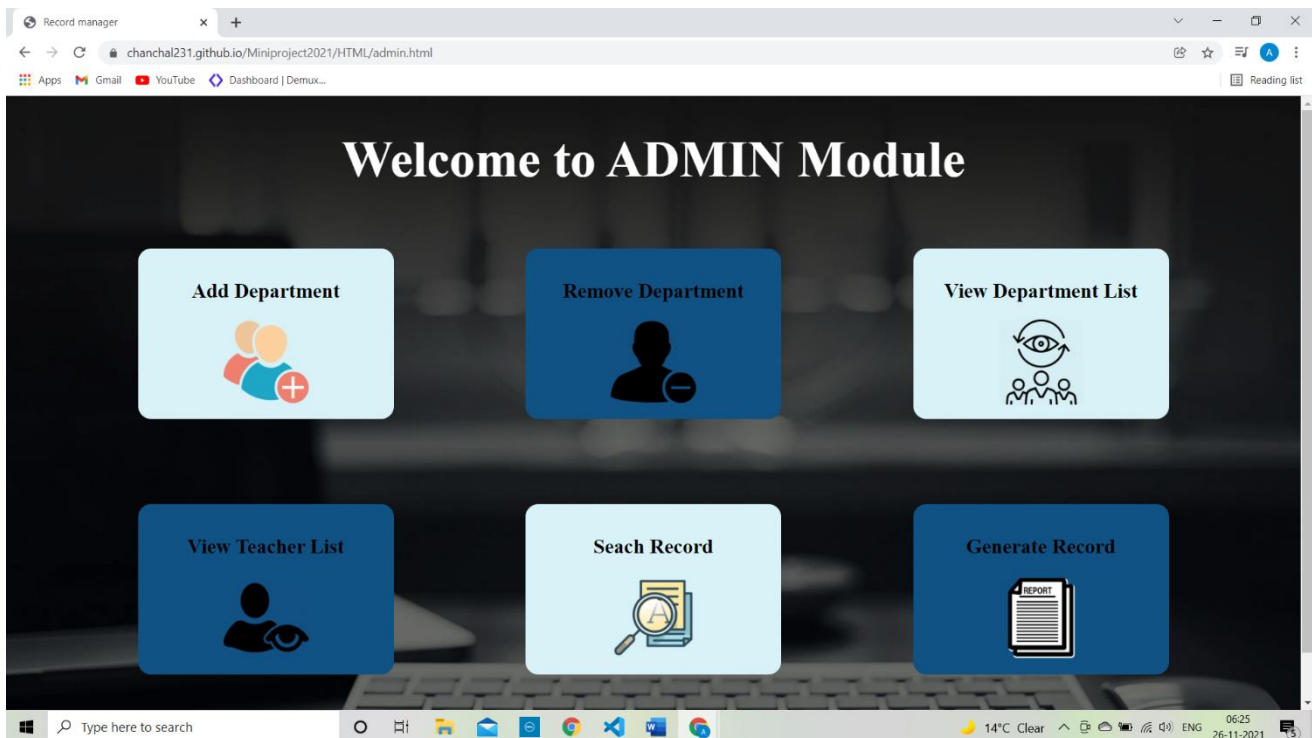 Record manager
chanchal231.github.io/Miniproject2021/HTML/admin.html
A
Apps Gmail YouTube Dashboard | Demux... Reading list
Welcome to ADMIN Module
Add Department Remove Department View Department List
View Teacher List Seach Record Generate Record
A
REPORT
Type here to search 14°C Clear ENG 06:25
26-11-2021
5